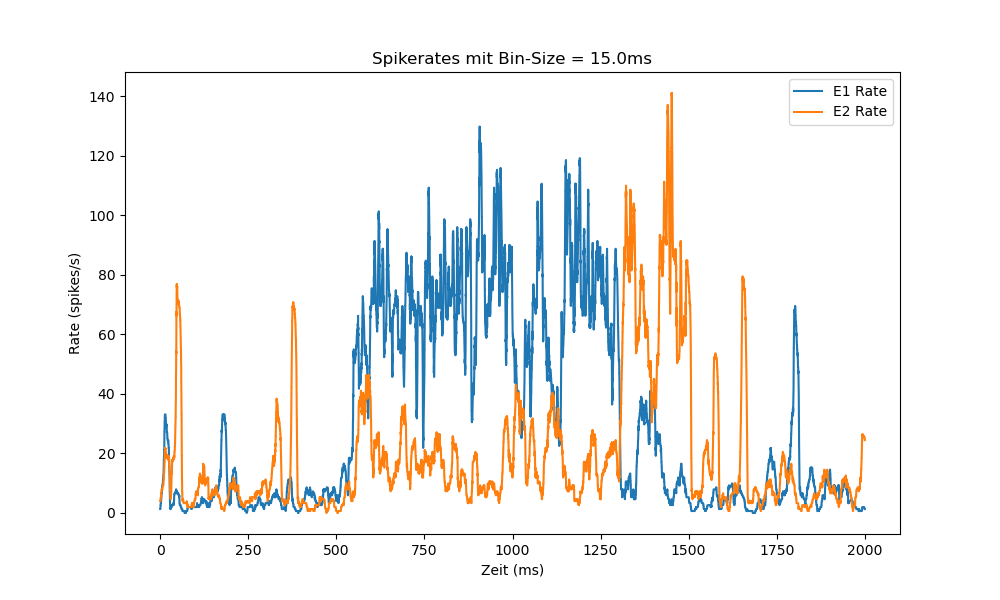 Spikerates mit Bin-Size = 15.0ms
E1 Rate
E2 Rate
140
120
100
80
60
40
20
0
Rate (spikes/s)
0 250 500 750 1000 1250 1500 1750 2000
Zeit (ms)